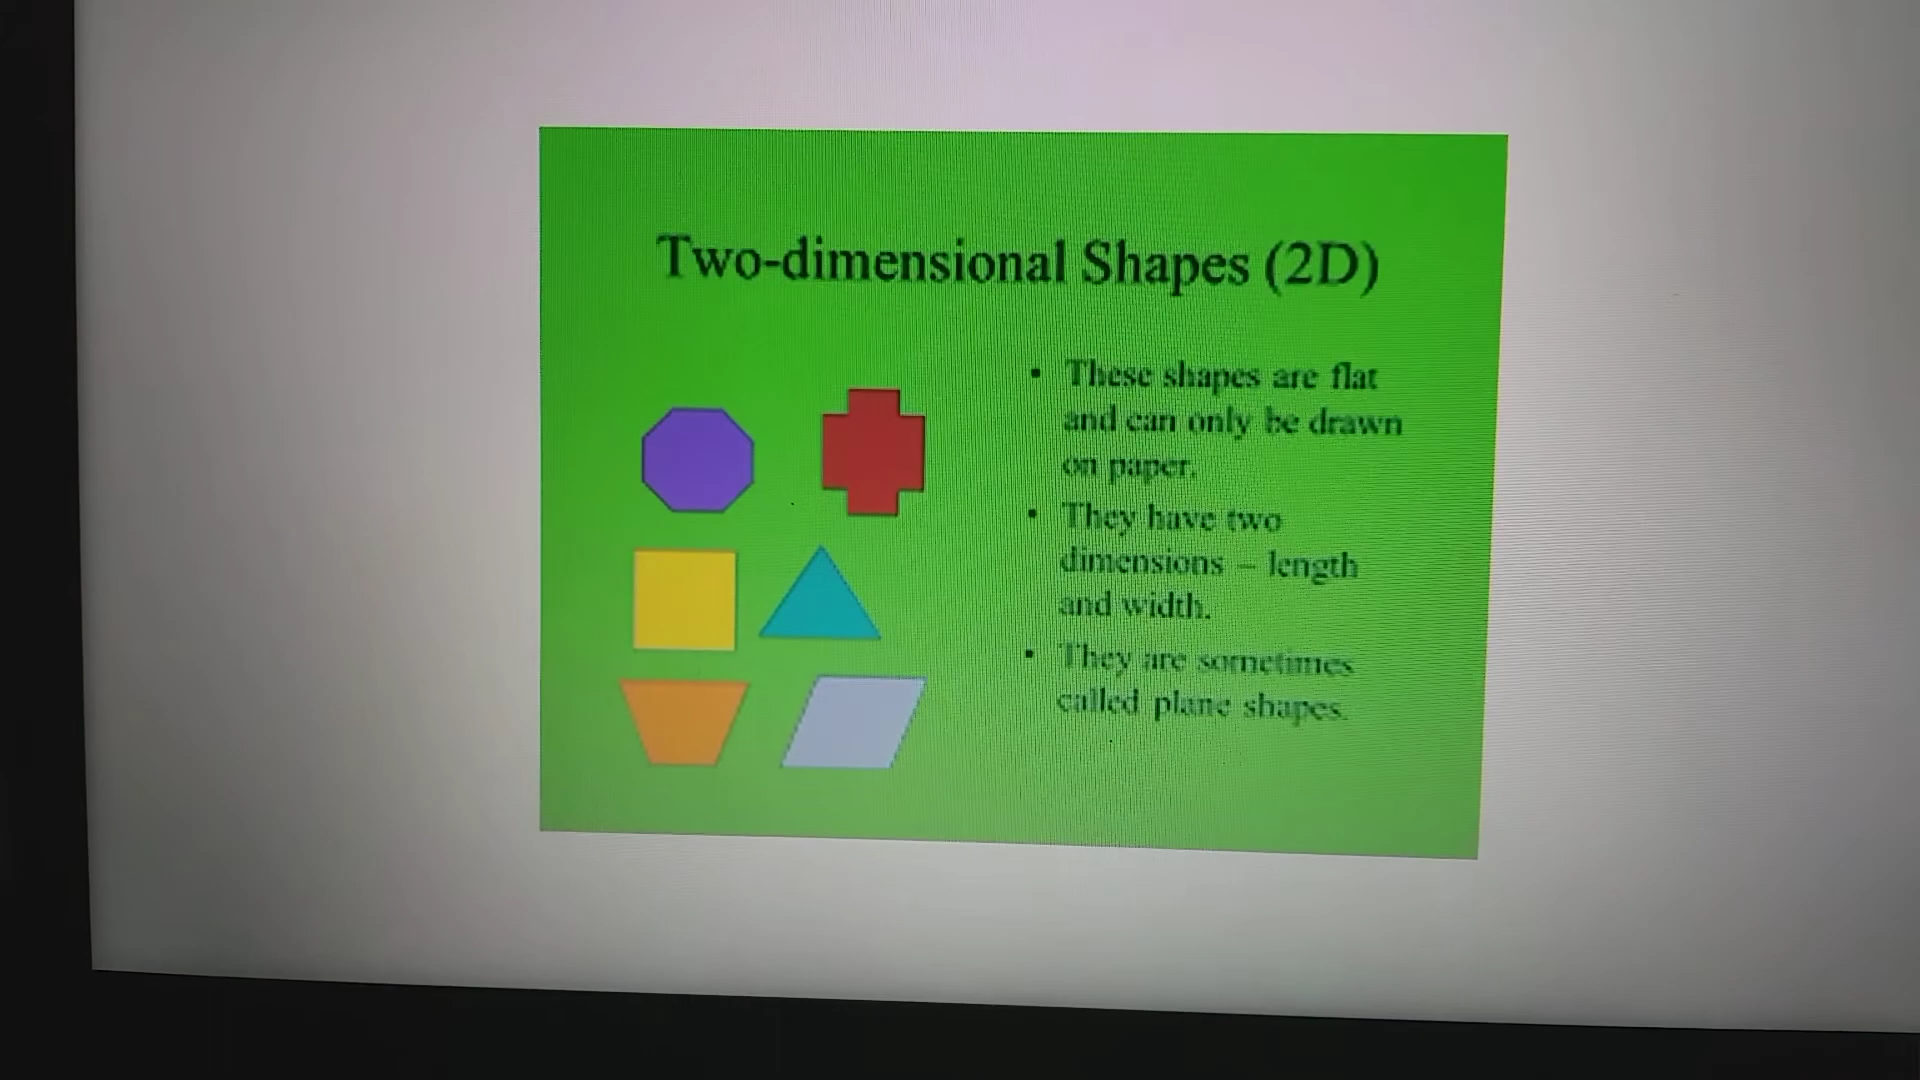 Two-dimensional Shapes (2D)
• These shapes are flat
and can only be drawn
on paper.
• They have two
dimensions – length
and width.
• They are sometimes
called plane shapes.